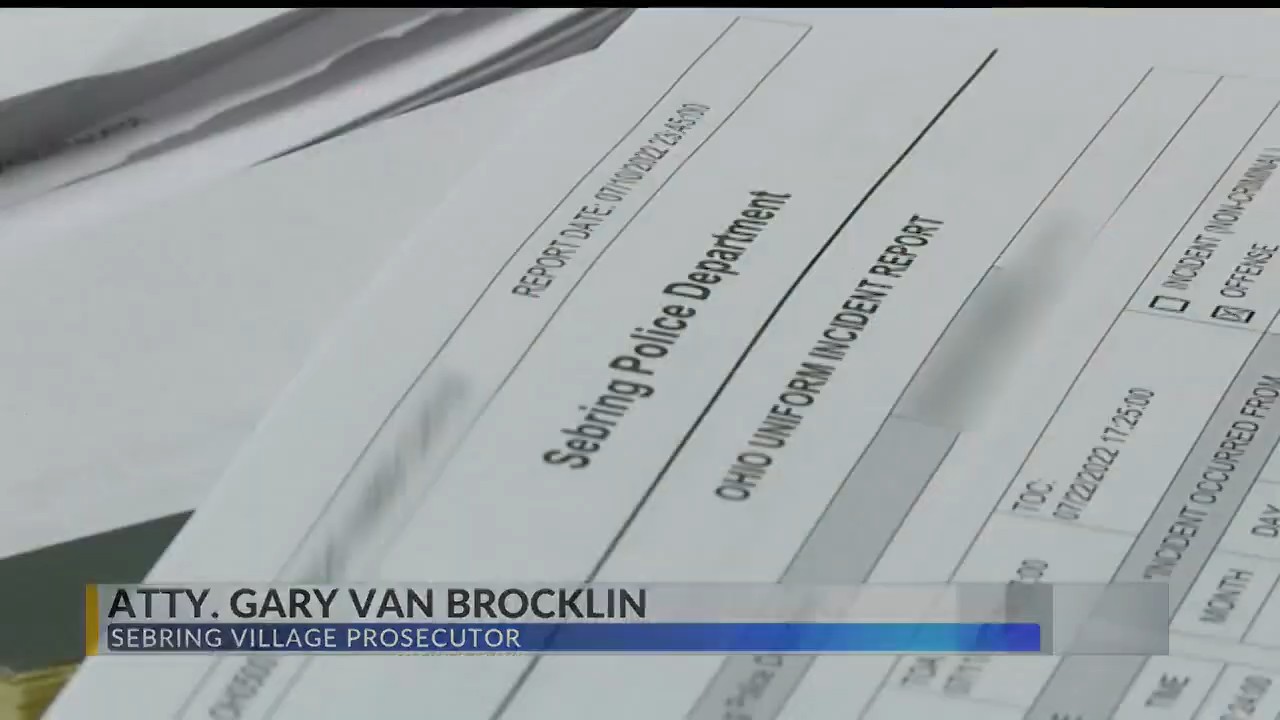 REPORT DATE: 07/10/2022 23:45:00
Sebring Police Department
OHIO UNIFORM INCIDENT REPORT
INCIDENT (NON-CRIMINAL)
OFFENSE
TOC:
07/22/2022 17:25:00
INCIDENT OCCURRED FROM
MONTH
DAY
TIME
24:00
ATTY. GARY VAN BROCKLIN
SEBRING VILLAGE PROSECUTOR